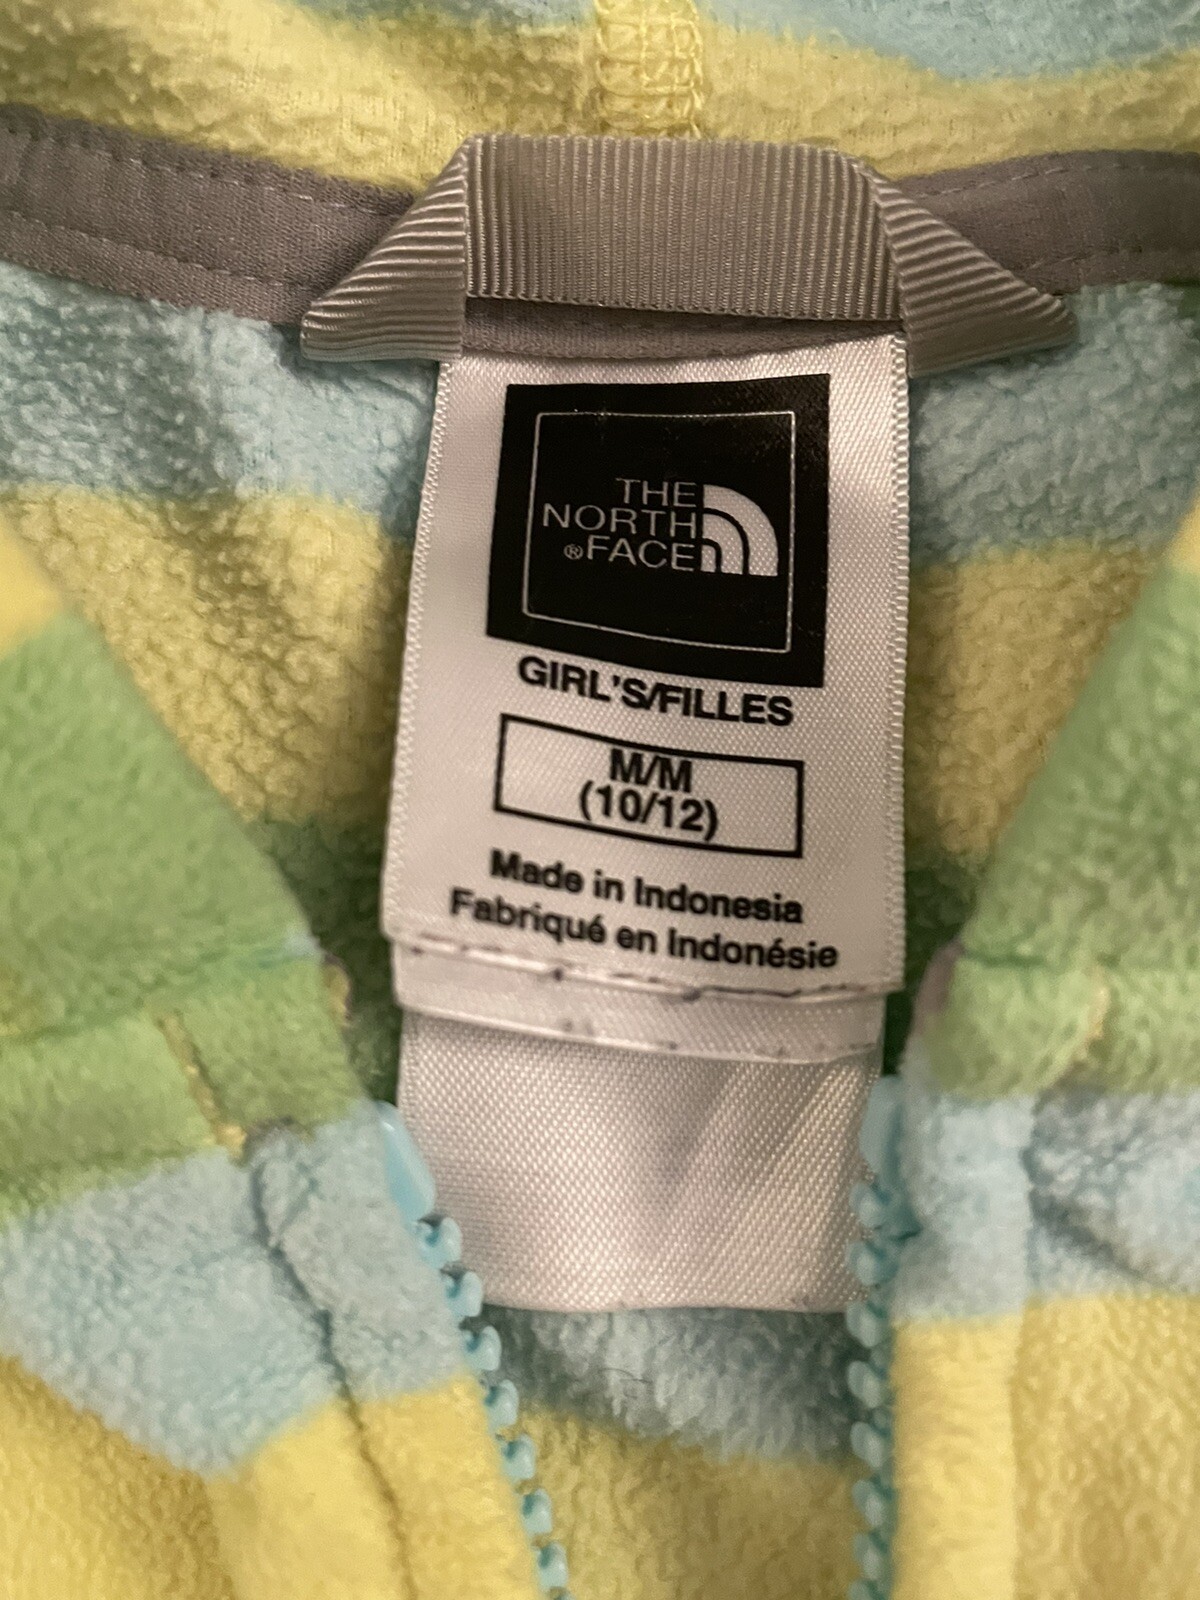 THE
NORTH
®FACE
GIRL'S/FILLES
M/M
(10/12)
Made in Indonesia
Fabriqué en Indonésie